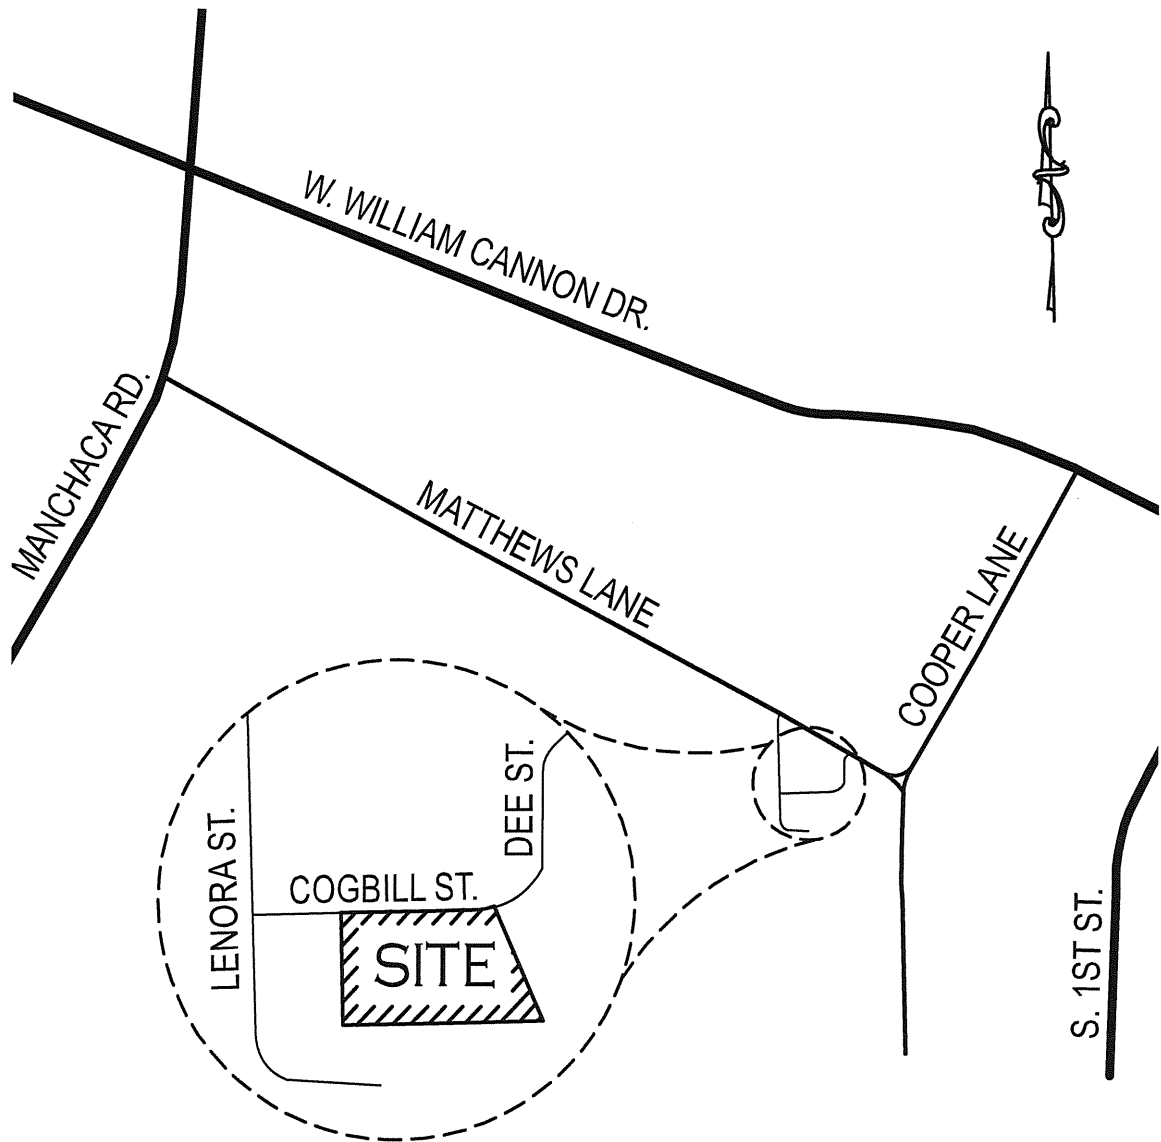 W. WILLIAM CANNON DR.
MANCHACA RD.
MATTHEWS LANE
COOPER LANE
DEE ST.
LENORA ST.
COGBILL ST.
SITE
S. 1ST ST.